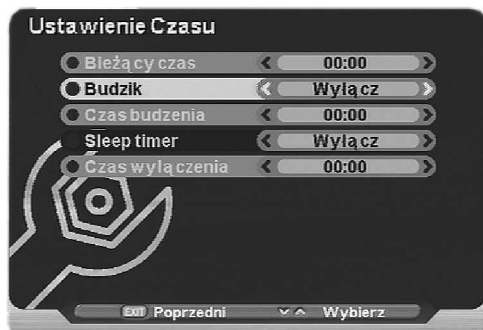 Ustawienie Czasu
Bieżący czas 00:00
Budzik Wyłącz
Czas budzenia 00:00
Sleep timer Wyłącz
Czas wyłączenia 00:00
EXIT Poprzedni Wybierz